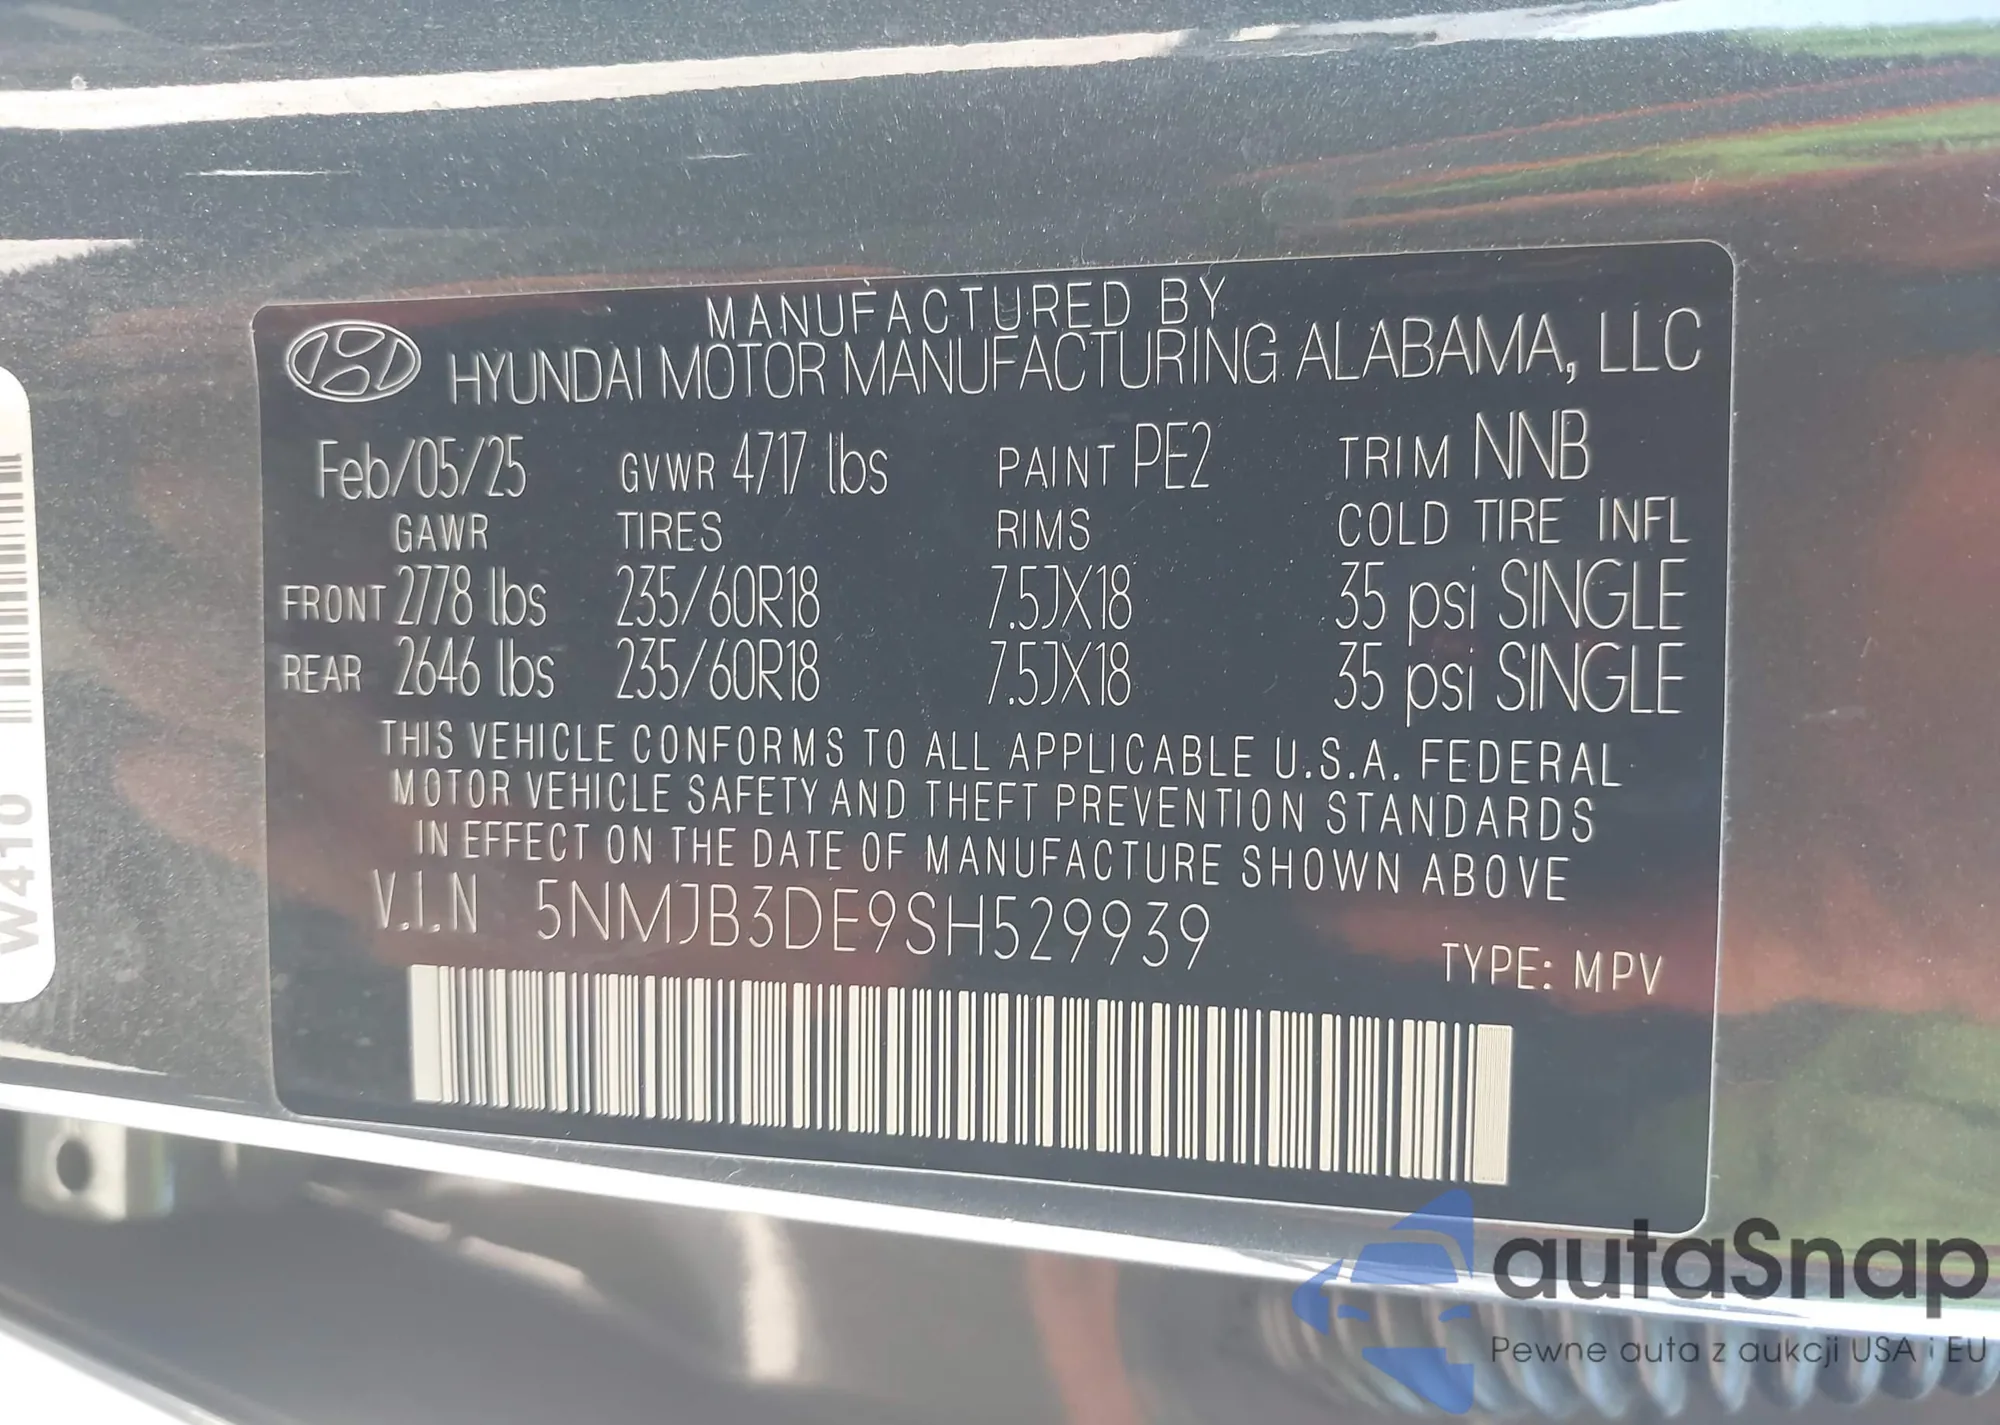 MANUFACTURED BY
HYUNDAI MOTOR MANUFACTURING ALABAMA, LLC
Feb/05/25 GVWR 4717 lbs PAINT PE2 TRIM NNB
GAWR TIRES RIMS COLD TIRE INFL
FRONT 2778 lbs 235/60R18 7.5JX18 35 psi SINGLE
REAR 2646 lbs 235/60R18 7.5JX18 35 psi SINGLE
THIS VEHICLE CONFORMS TO ALL APPLICABLE U.S.A. FEDERAL
MOTOR VEHICLE SAFETY AND THEFT PREVENTION STANDARDS
IN EFFECT ON THE DATE OF MANUFACTURE SHOWN ABOVE
V.I.N 5NMJB3DE9SH529939
TYPE: MPV
W410
autaSnap
Pewne auta z aukcji USA i EU